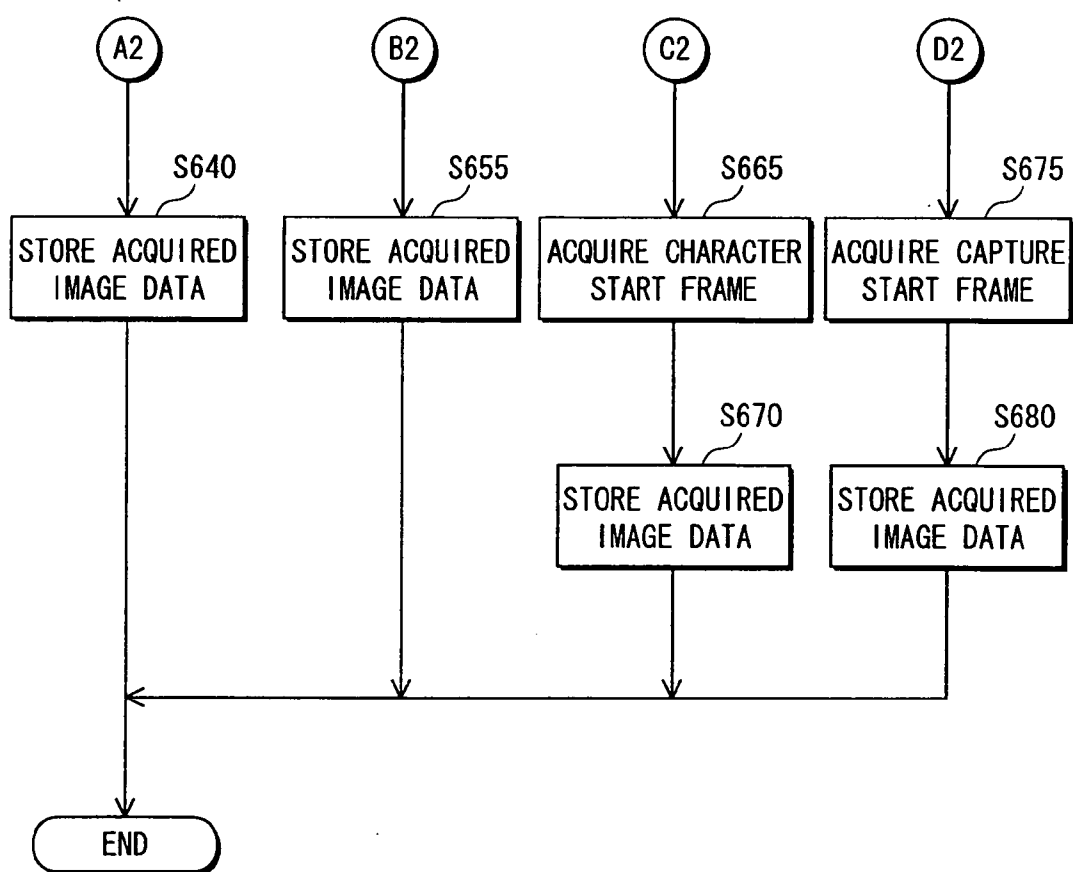 A2
B2
C2
D2
S640
S655
S665
S675
STORE ACQUIRED
IMAGE DATA
STORE ACQUIRED
IMAGE DATA
ACQUIRE CHARACTER
START FRAME
ACQUIRE CAPTURE
START FRAME
S670
S680
STORE ACQUIRED
IMAGE DATA
STORE ACQUIRED
IMAGE DATA
END